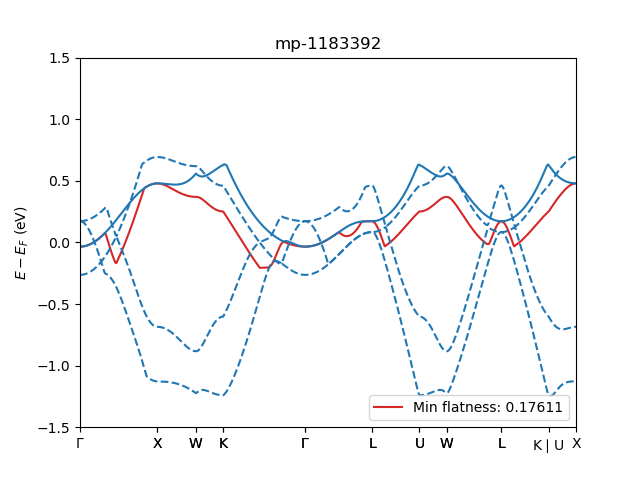 mp-1183392
E − E_F (eV)
1.5
1.0
0.5
0.0
−0.5
−1.0
−1.5
Γ X W K Γ L U W L K | U X
Min flatness: 0.17611